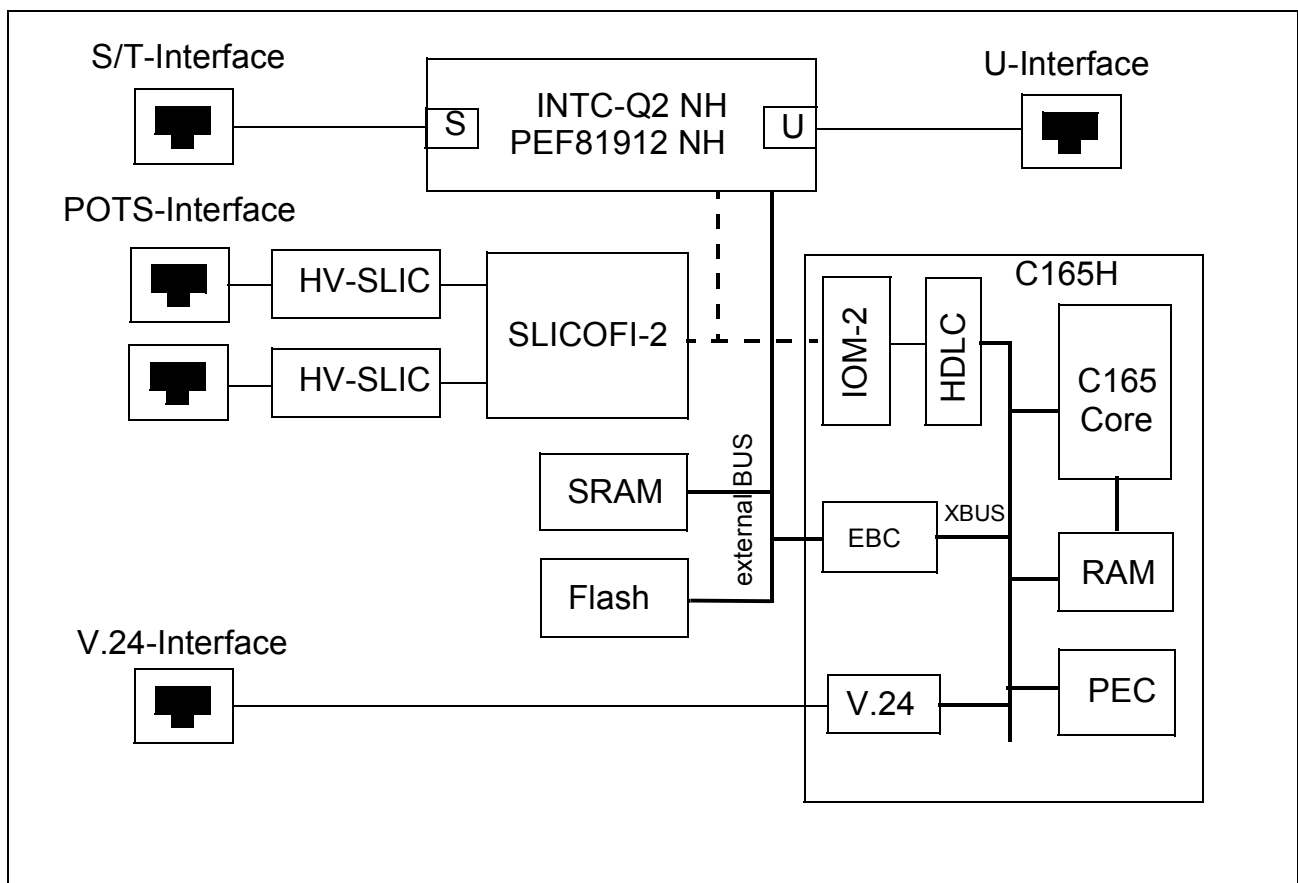 S/T-Interface
U-Interface
INTC-Q2 NH
PEF81912 NH
S
U
POTS-Interface
HV-SLIC
HV-SLIC
SLICOFI-2
C165H
IOM-2
HDLC
C165
Core
SRAM
external BUS
EBC
XBUS
Flash
RAM
V.24-Interface
V.24
PEC